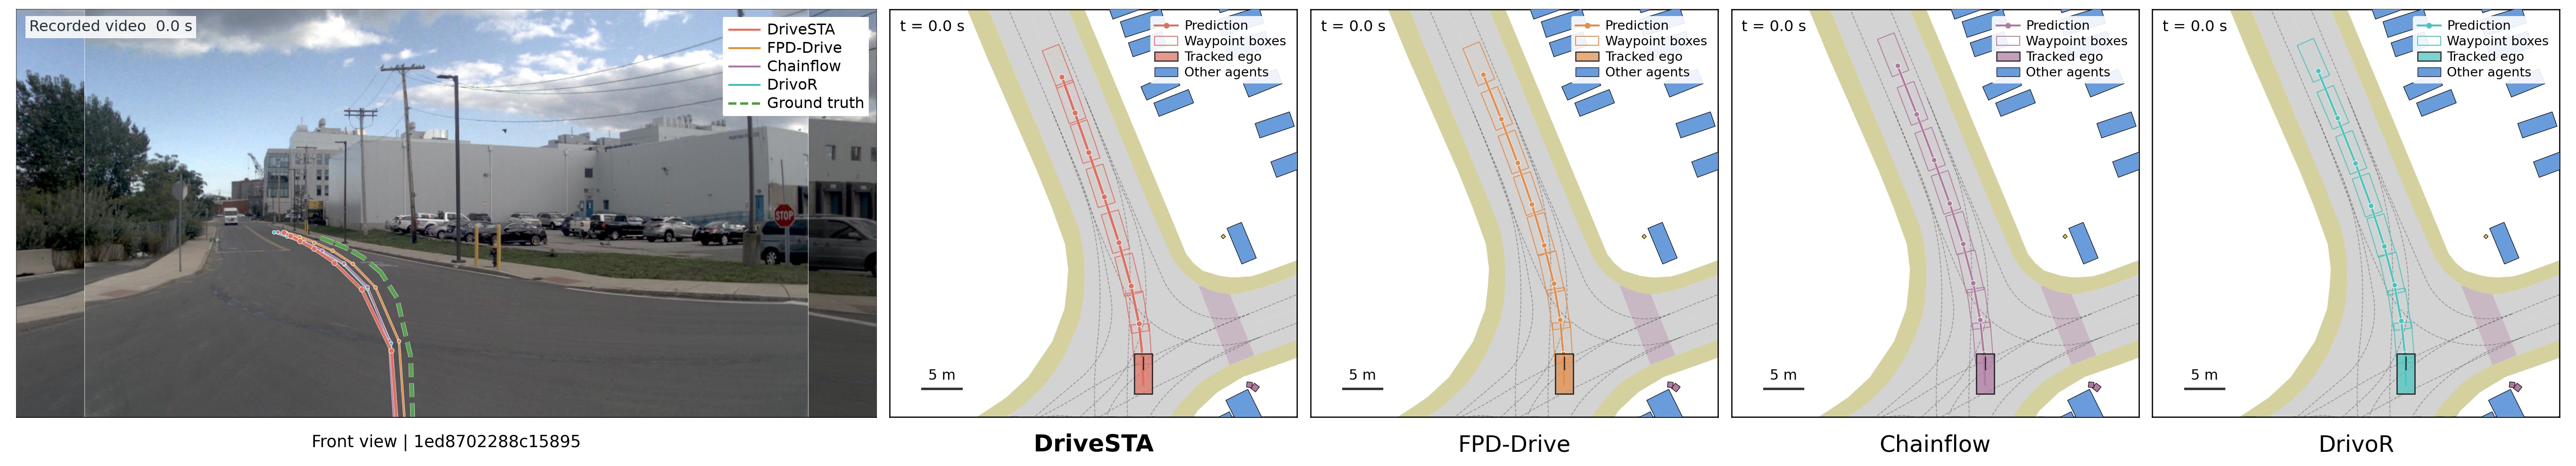 Recorded video 0.0 s
DriveSTA
FPD-Drive
Chainflow
DrivoR
Ground truth
STOP
Front view | 1ed8702288c15895
t = 0.0 s
Prediction
Waypoint boxes
Tracked ego
Other agents
5 m
DriveSTA
t = 0.0 s
Prediction
Waypoint boxes
Tracked ego
Other agents
5 m
FPD-Drive
t = 0.0 s
Prediction
Waypoint boxes
Tracked ego
Other agents
5 m
Chainflow
t = 0.0 s
Prediction
Waypoint boxes
Tracked ego
Other agents
5 m
DrivoR